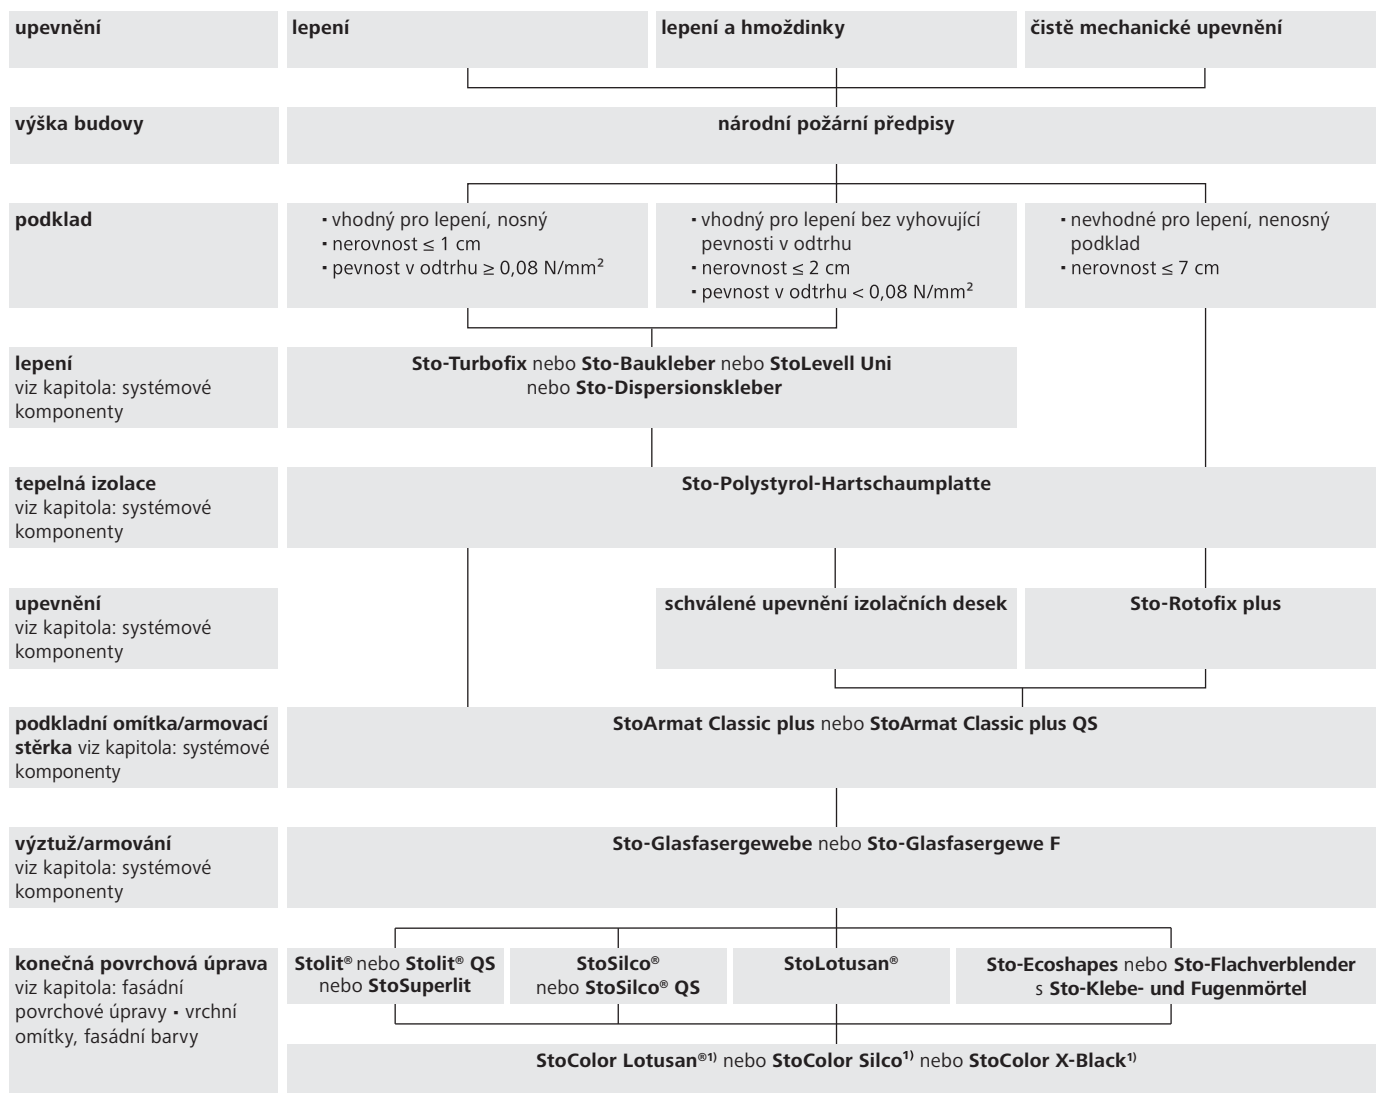 upevnění
lepení
lepení a hmoždinky
čistě mechanické upevnění
výška budovy
národní požární předpisy
podklad
▪ vhodný pro lepení, nosný
▪ nerovnost ≤ 1 cm
▪ pevnost v odtrhu ≥ 0,08 N/mm²
▪ vhodný pro lepení bez vyhovující
pevnosti v odtrhu
▪ nerovnost ≤ 2 cm
▪ pevnost v odtrhu < 0,08 N/mm²
▪ nevhodné pro lepení, nenosný
podklad
▪ nerovnost ≤ 7 cm
lepení
viz kapitola: systémové
komponenty
Sto-Turbofix nebo Sto-Baukleber nebo StoLevell Uni
nebo Sto-Dispersionskleber
tepelná izolace
viz kapitola: systémové
komponenty
Sto-Polystyrol-Hartschaumplatte
upevnění
viz kapitola: systémové
komponenty
schválené upevnění izolačních desek
Sto-Rotofix plus
podkladní omítka/armovací
stěrka viz kapitola: systémové
komponenty
StoArmat Classic plus nebo StoArmat Classic plus QS
výztuž/armování
viz kapitola: systémové
komponenty
Sto-Glasfasergewebe nebo Sto-Glasfasergewe F
konečná povrchová úprava
viz kapitola: fasádní
povrchové úpravy ▪ vrchní
omítky, fasádní barvy
Stolit® nebo Stolit® QS
nebo StoSuperlit
StoSilco®
nebo StoSilco® QS
StoLotusan®
Sto-Ecoshapes nebo Sto-Flachverblender
s Sto-Klebe- und Fugenmörtel
StoColor Lotusan®¹⁾ nebo StoColor Silco¹⁾ nebo StoColor X-Black¹⁾